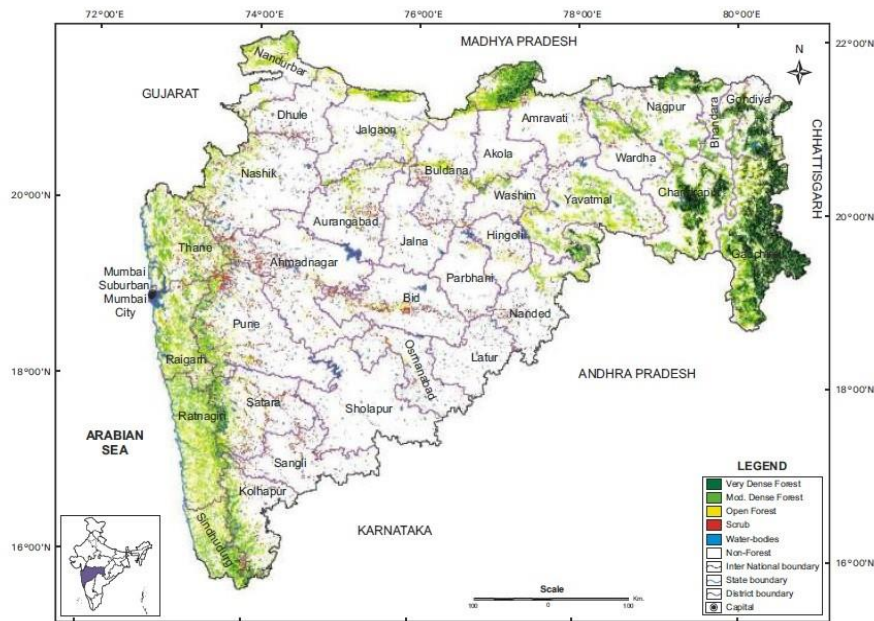 72°00'E
74°00'E
76°00'E
78°00'E
80°00'E
MADHYA PRADESH
22°00'N
N
GUJARAT
Nandurbar
Dhule
Jalgaon
Amravati
Nagpur
Bhandara
Gondiya
CHHATTISGARH
Akola
Buldana
Wardha
Nashik
Washim
Yavatmal
20°00'N
20°00'N
Aurangabad
Jalna
Hingoli
Thane
Ahmadnagar
Parbhani
Mumbai
Suburban
Mumbai
City
Bid
Nanded
Pune
Raigarh
Latur
Osmanabad
18°00'N
ANDHRA PRADESH
18°00'N
Satara
Ratnagiri
Sholapur
ARABIAN
SEA
Sangli
Kolhapur
Sindhudurg
KARNATAKA
16°00'N
16°00'N
LEGEND
Very Dense Forest
Mod. Dense Forest
Open Forest
Scrub
Water-bodies
Non-Forest
Inter National boundary
State boundary
District boundary
Capital
Scale
100 0 100 Km.